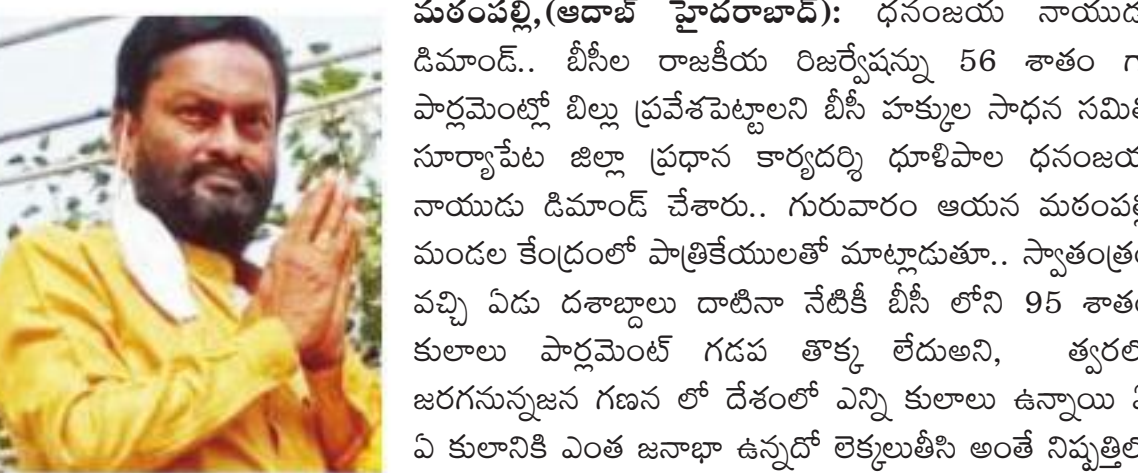 మఠంపల్లి,(ఆదాబ్ హైదరాబాద్): ధనంజయ నాయుడు
డిమాండ్.. బీసీల రాజకీయ రిజర్వేషన్ను 56 శాతం గా
పార్లమెంట్లో బిల్లు ప్రవేశపెట్టాలని బీసీ హక్కుల సాధన సమితి
సూర్యాపేట జిల్లా ప్రధాన కార్యదర్శి ధూళిపాల ధనంజయ
నాయుడు డిమాండ్ చేశారు.. గురువారం ఆయన మఠంపల్లి
మండల కేంద్రంలో పాత్రికేయులతో మాట్లాడుతూ.. స్వాతంత్రం
వచ్చి ఏడు దశాబ్దాలు దాటినా నేటికీ బీసీ లోని 95 శాతం
కులాలు పార్లమెంట్ గడప తొక్క లేదుఅని, త్వరలో
జరగనున్నజన గణన లో దేశంలో ఎన్ని కులాలు ఉన్నాయి
ఏ కులానికి ఎంత జనాభా ఉన్నదో లెక్కలుతీసి అంతే నిష్పత్తిలో